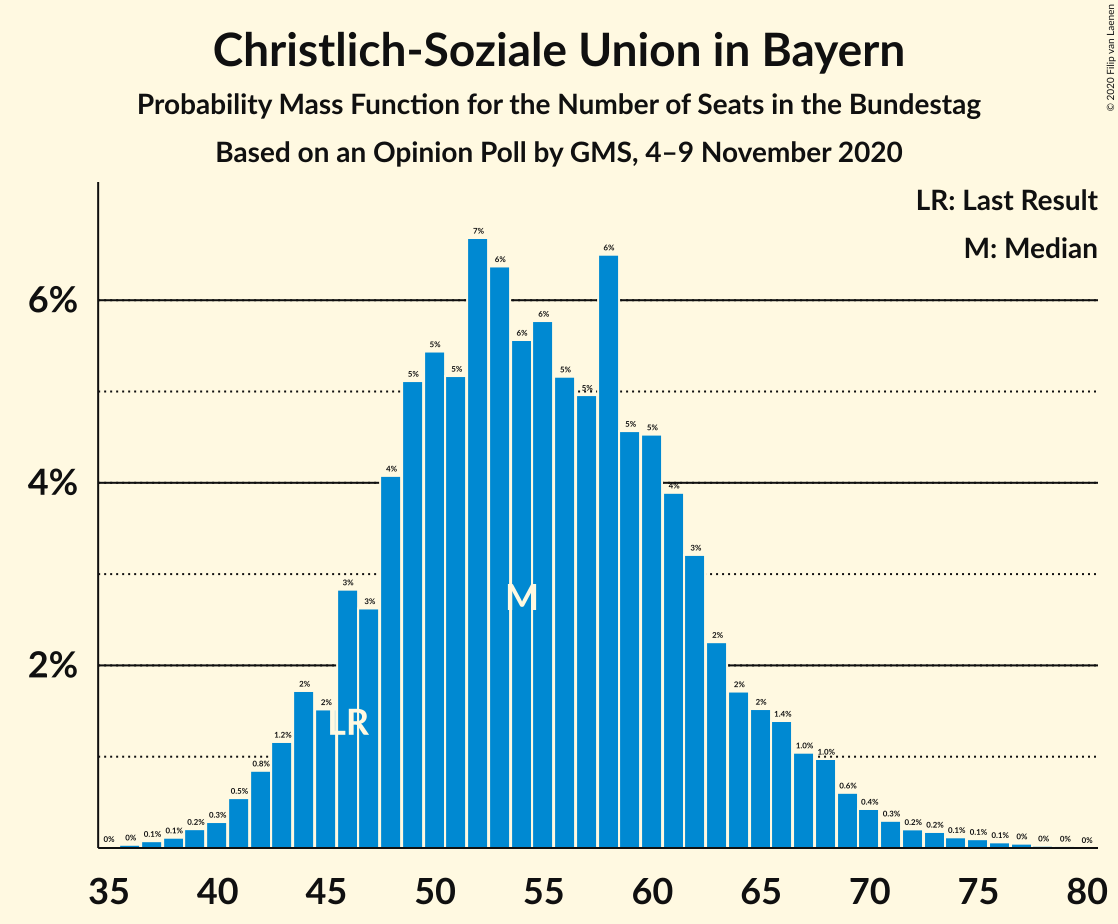 Christlich-Soziale Union in Bayern
Probability Mass Function for the Number of Seats in the Bundestag
Based on an Opinion Poll by GMS, 4–9 November 2020
© 2020 Filip van Laenen
LR: Last Result
M: Median
6%
4%
2%
0% 0% 0.1% 0.1% 0.2% 0.3% 0.5% 0.8% 1.2% 2% 2% 3% 3% 4% 5% 5% 5% 7% 6% 6% 6% 5% 5% 6% 5% 5% 4% 3% 2% 2% 2% 1.4% 1.0% 1.0% 0.6% 0.4% 0.3% 0.2% 0.2% 0.1% 0.1% 0.1% 0% 0% 0% 0%
M
LR
35 40 45 50 55 60 65 70 75 80